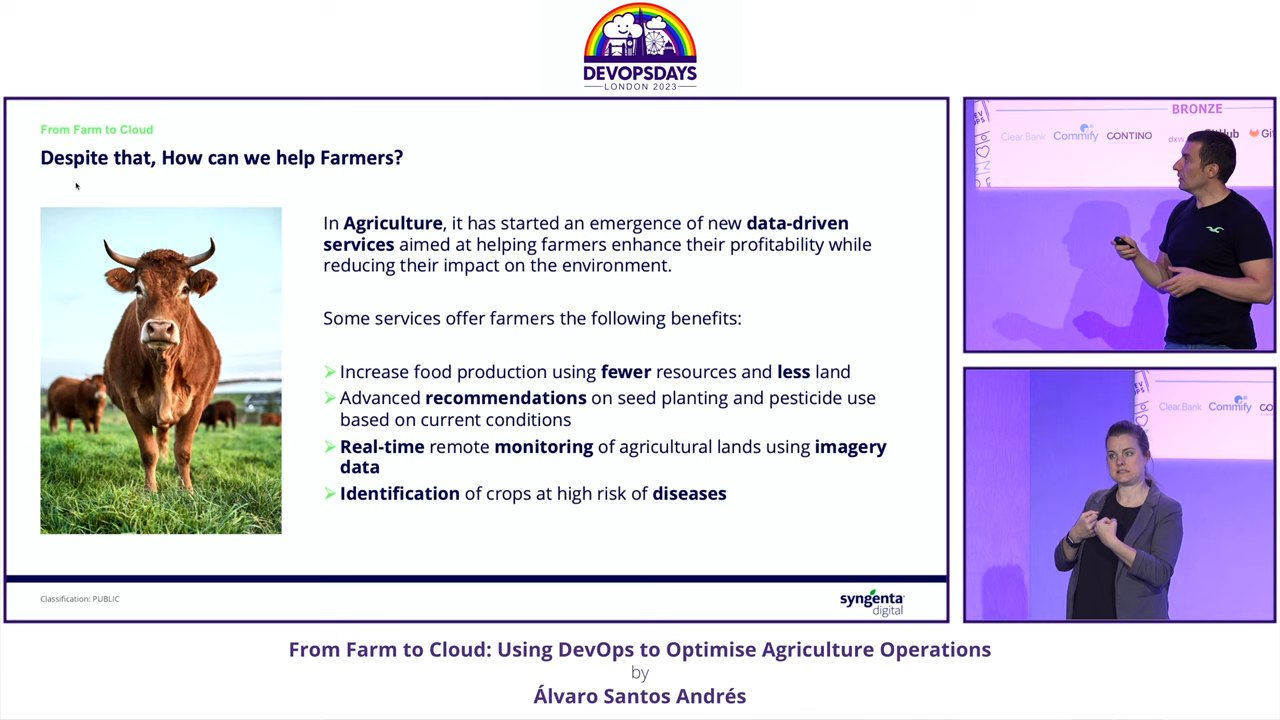 DEVOPSDAYS
LONDON 2023
From Farm to Cloud
Despite that, How can we help Farmers?
In Agriculture, it has started an emergence of new data-driven
services aimed at helping farmers enhance their profitability while
reducing their impact on the environment.
Some services offer farmers the following benefits:
Increase food production using fewer resources and less land
Advanced recommendations on seed planting and pesticide use
based on current conditions
Real-time remote monitoring of agricultural lands using imagery
data
Identification of crops at high risk of diseases
Classification: PUBLIC
syngenta
digital
BRONZE
Clear.Bank Commify CONTINO dxw
Clear.Bank Commify
From Farm to Cloud: Using DevOps to Optimise Agriculture Operations
by
Álvaro Santos Andrés